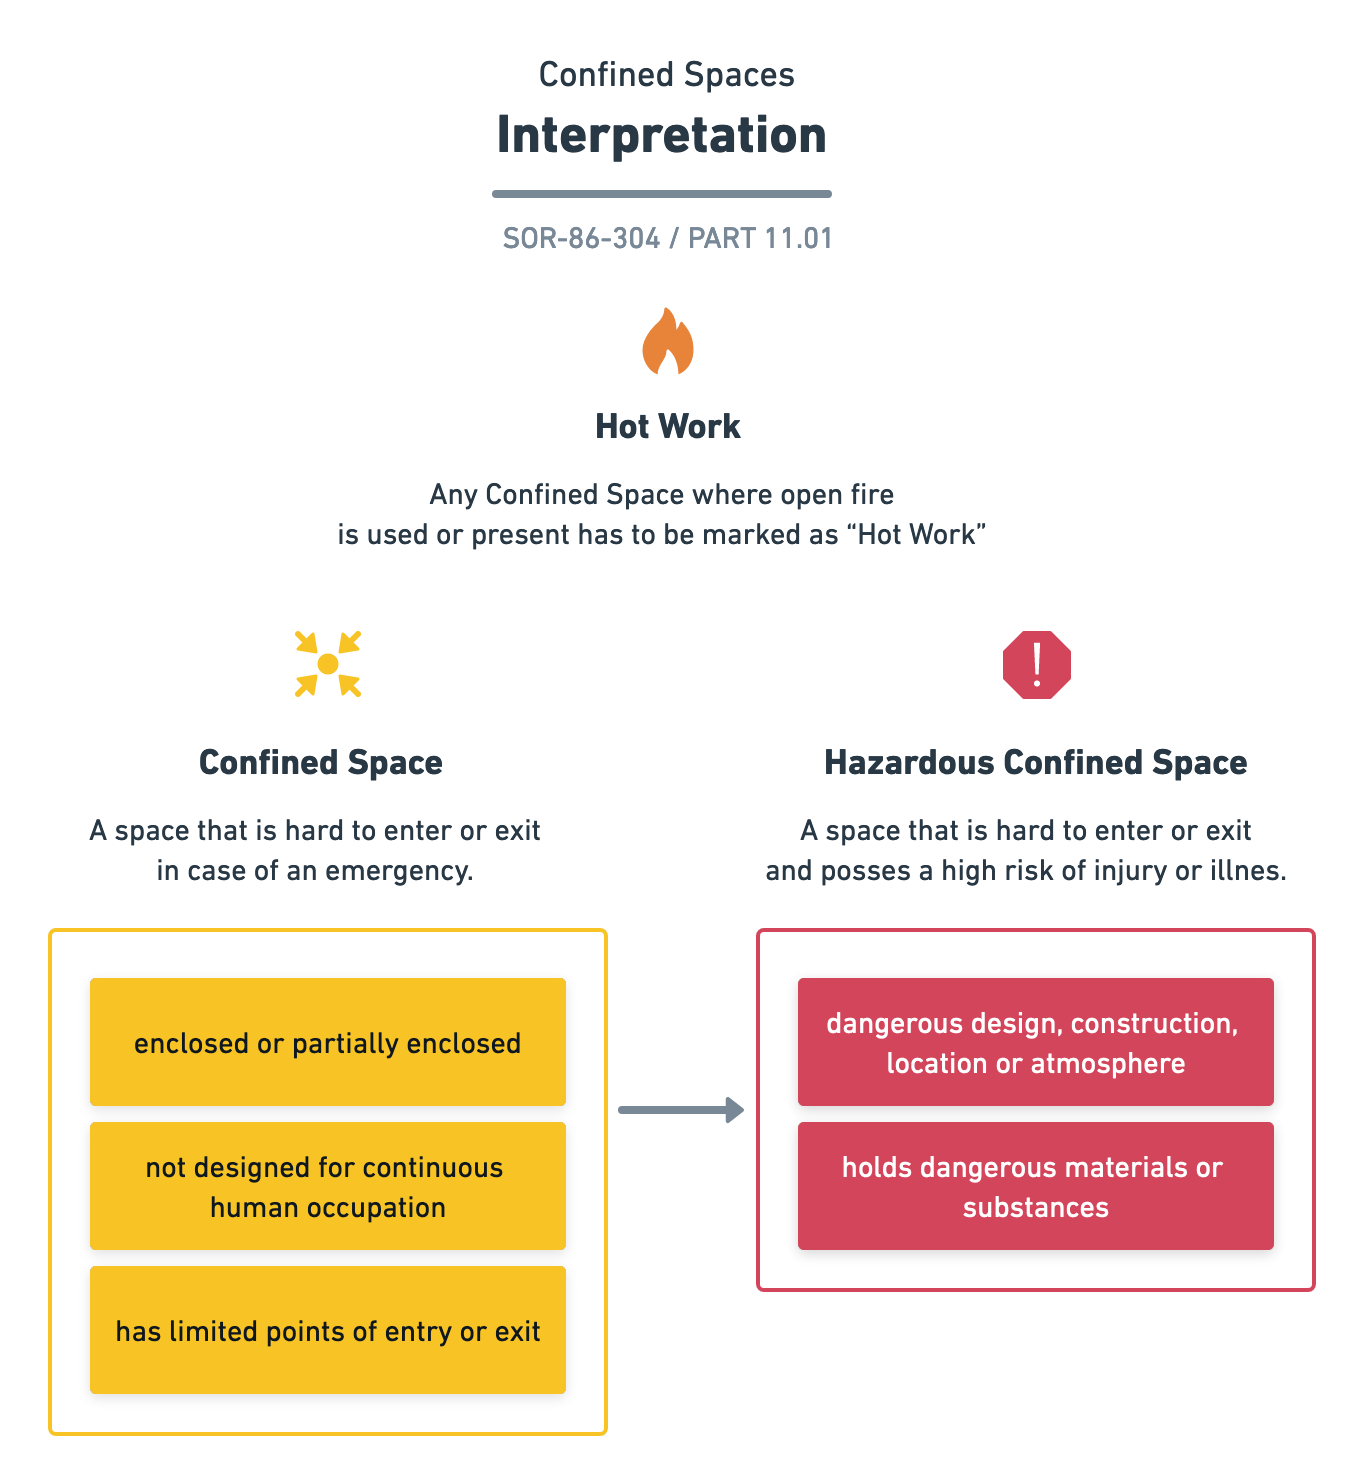 Confined Spaces
Interpretation
SOR-86-304 / PART 11.01
Hot Work
Any Confined Space where open fire
is used or present has to be marked as “Hot Work”
Confined Space
A space that is hard to enter or exit
in case of an emergency.
enclosed or partially enclosed
not designed for continuous
human occupation
has limited points of entry or exit
Hazardous Confined Space
A space that is hard to enter or exit
and posses a high risk of injury or illnes.
dangerous design, construction,
location or atmosphere
holds dangerous materials or
substances